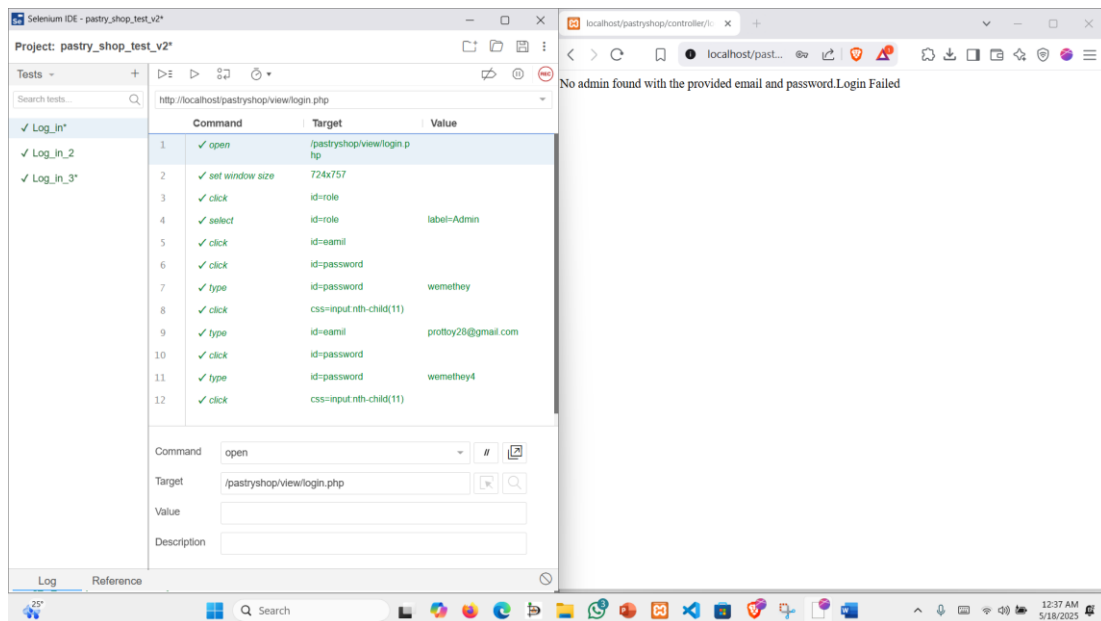 Selenium IDE - pastry_shop_test_v2*
Project: pastry_shop_test_v2*
Tests
Search tests...
✓ Log_in*
✓ Log_in_2
✓ Log_in_3*
REC
http://localhost/pastryshop/view/login.php
Command Target Value
1 ✓ open /pastryshop/view/login.p
hp
2 ✓ set window size 724x757
3 ✓ click id=role
4 ✓ select id=role label=Admin
5 ✓ click id=eamil
6 ✓ click id=password
7 ✓ type id=password wemethey
8 ✓ click css=input:nth-child(11)
9 ✓ type id=eamil prottoy28@gmail.com
10 ✓ click id=password
11 ✓ type id=password wemethey4
12 ✓ click css=input:nth-child(11)
Command open //
Target /pastryshop/view/login.php
Value
Description
Log Reference
localhost/pastryshop/controller/lo
localhost/past...
No admin found with the provided email and password.Login Failed
25°
Search
12:37 AM
5/18/2025